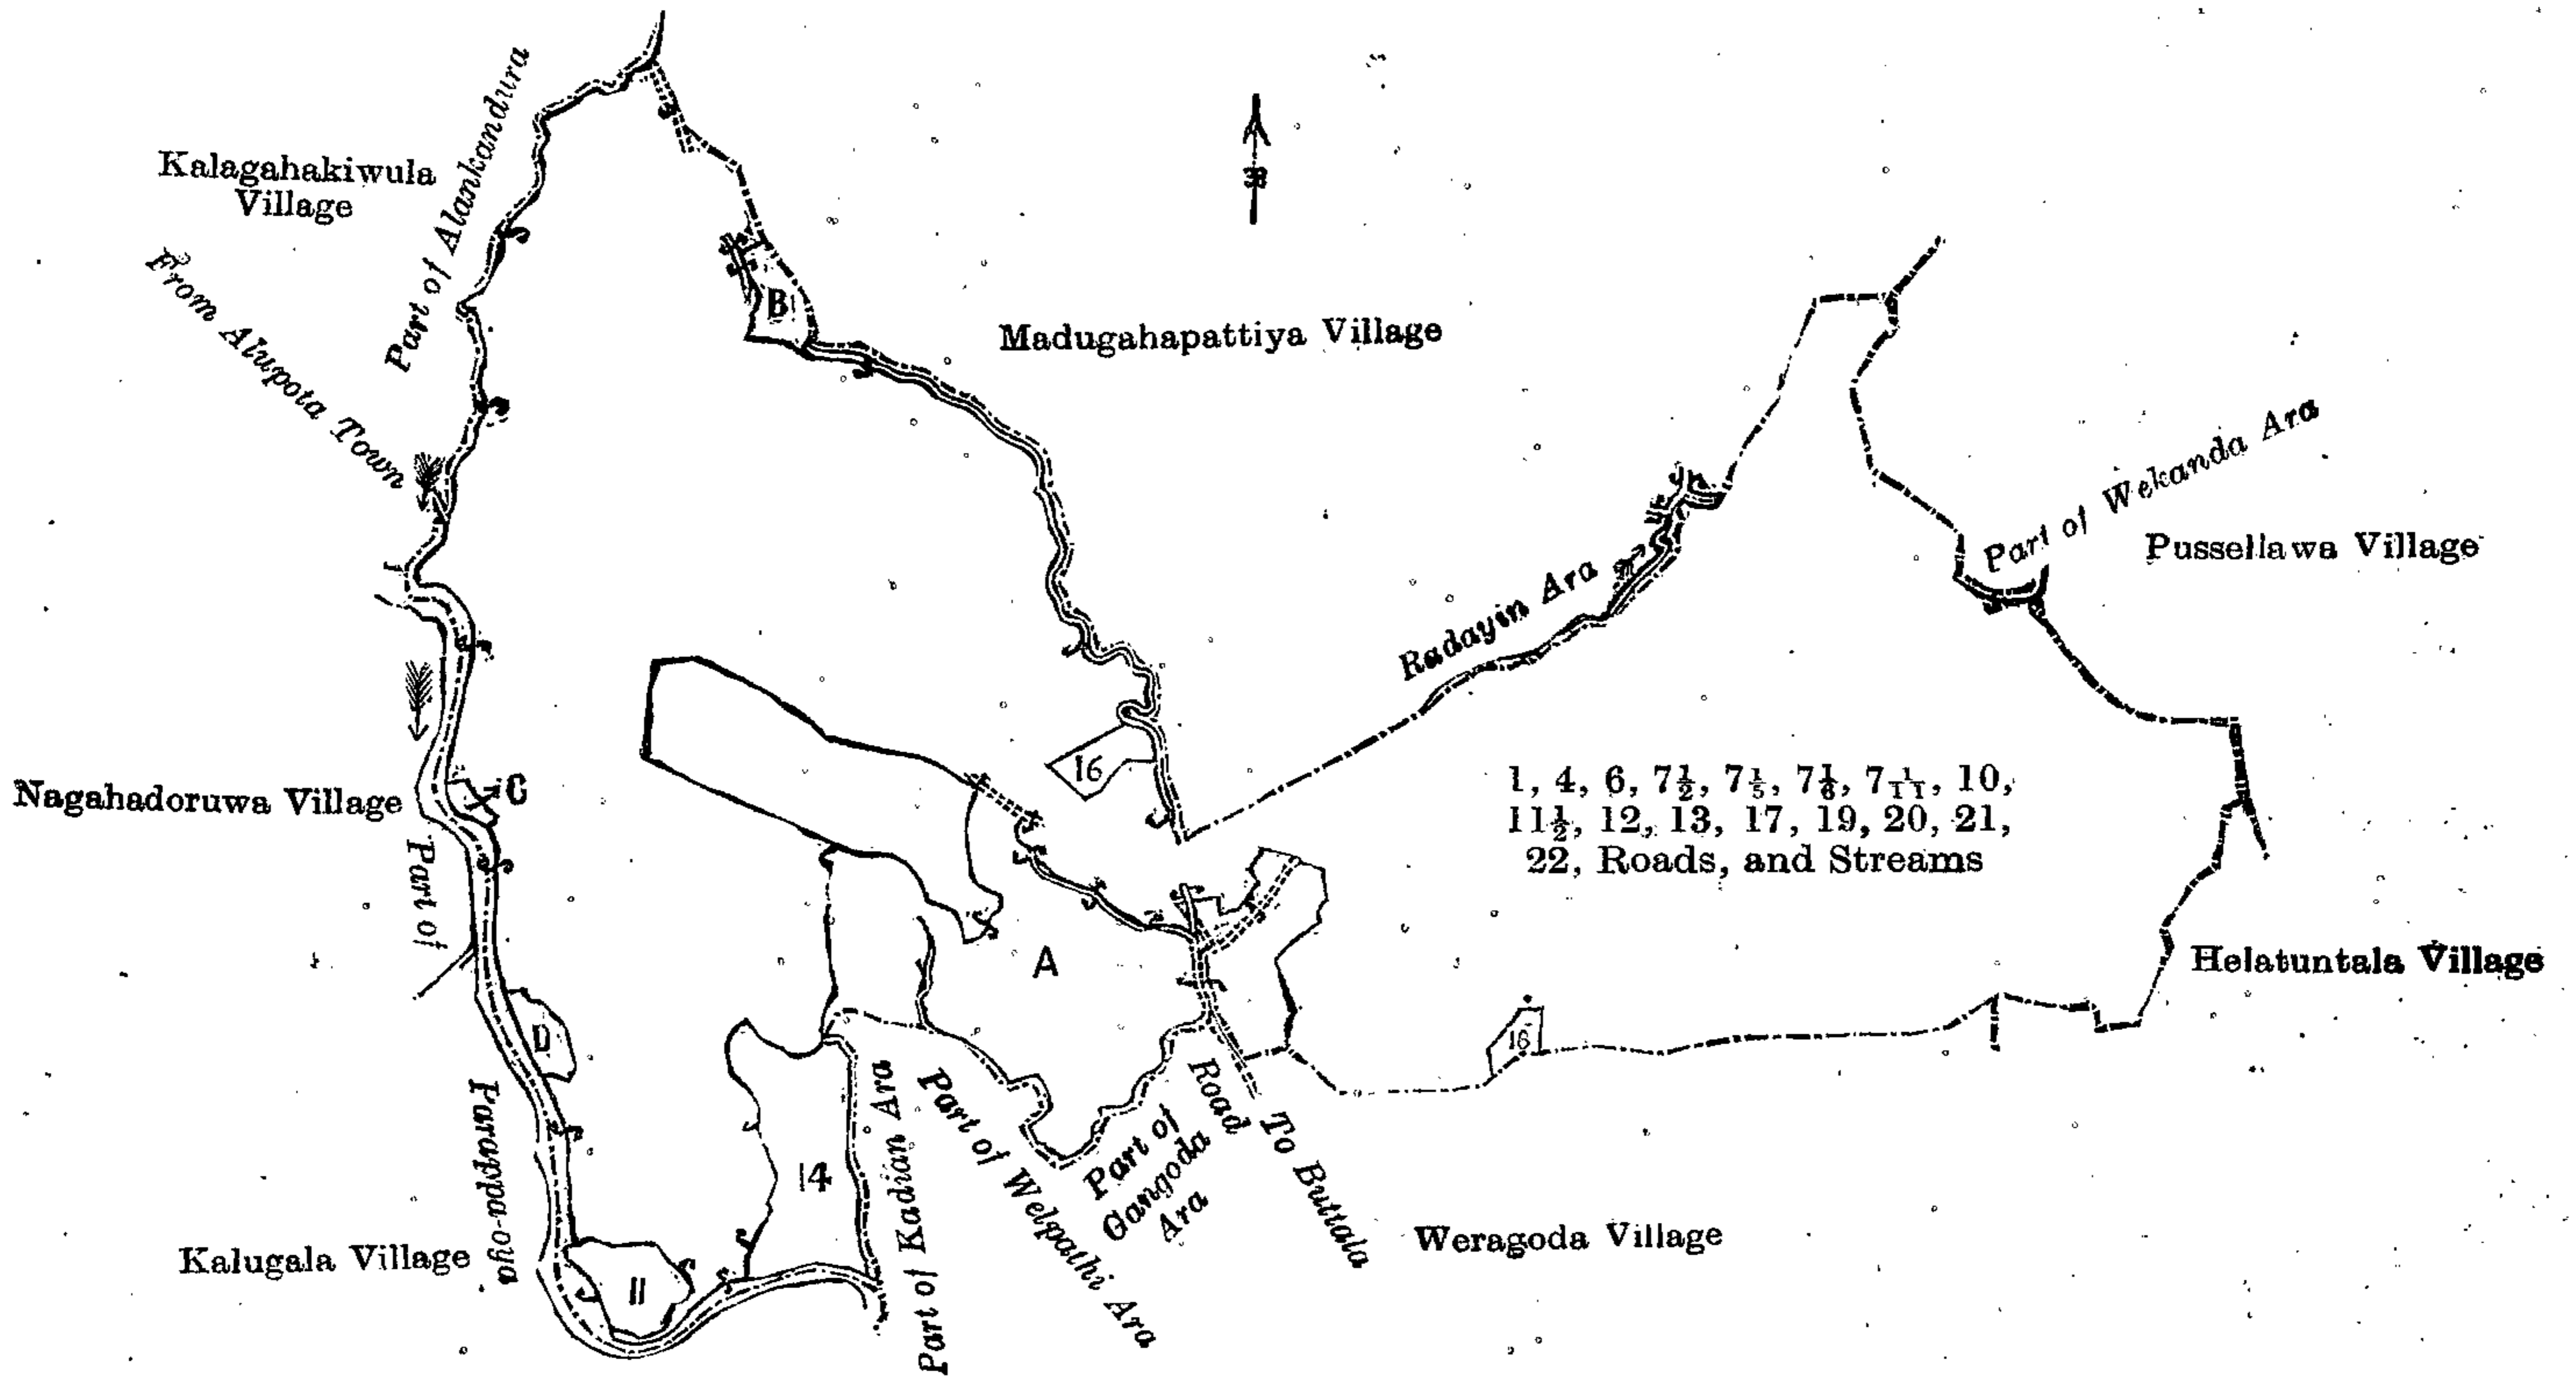 Kalagahakiwula
Village
Part of Alankandura
From Alupota Town
B
Madugahapattiya Village
Radayin Ara
Part of Wekanda Ara
Pussellawa Village
Nagahadoruwa Village
C
16
1, 4, 6, 7½, 7⅕, 7⅙, 7 1/11, 10,
11½, 12, 13, 17, 19, 20, 21,
22, Roads, and Streams
Part of
A
Helatuntala Village
D
16
Parappa-oya
14
Part of Kadian Ara
Part of Welpathi Ara
Part of
Gangoda
Ara
Road
To Buttala
Weragoda Village
Kalugala Village
11